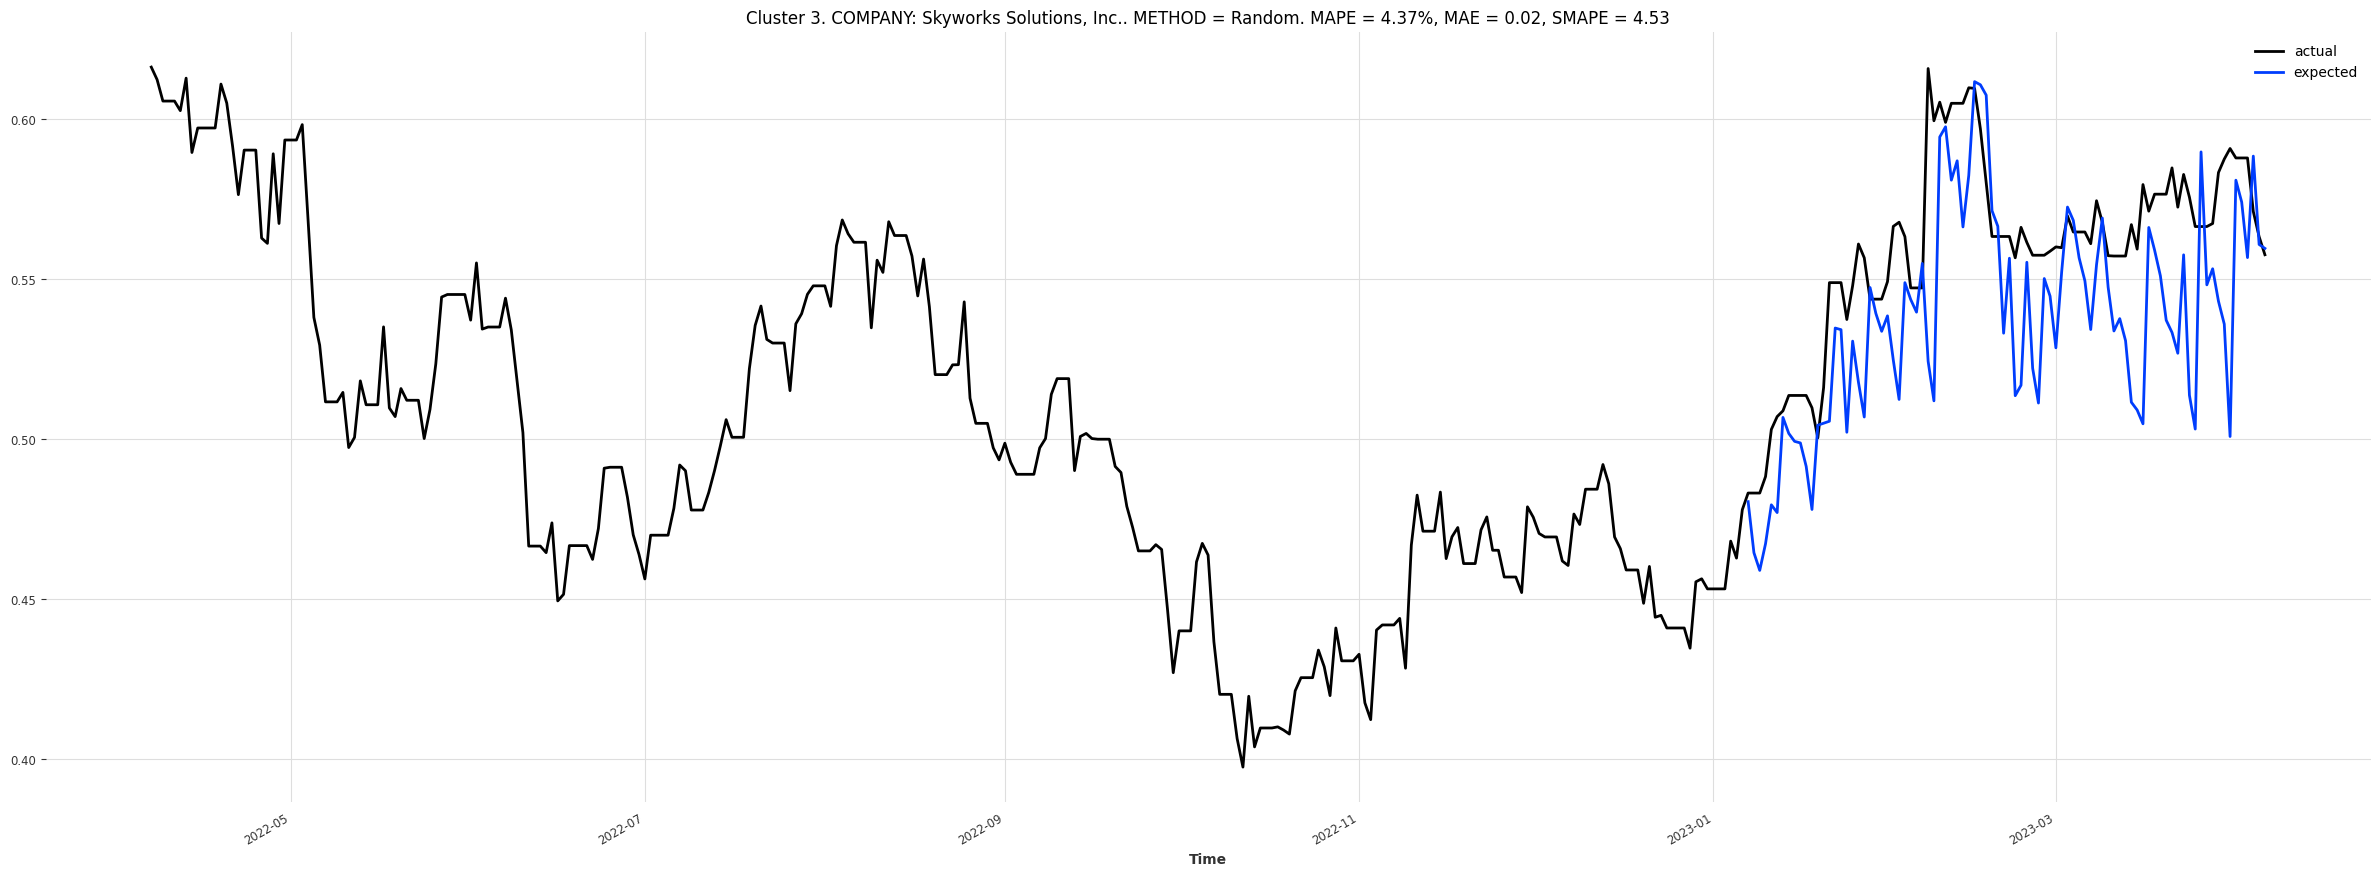 Cluster 3. COMPANY: Skyworks Solutions, Inc.. METHOD = Random. MAPE = 4.37%, MAE = 0.02, SMAPE = 4.53
actual
expected
0.60
0.55
0.50
0.45
0.40
2022-05
2022-07
2022-09
2022-11
2023-01
2023-03
Time